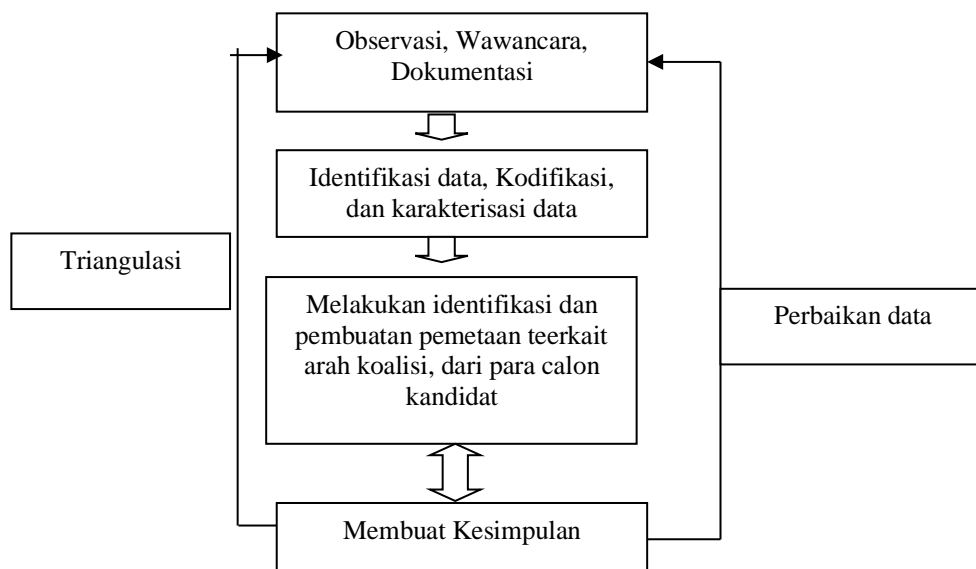 Observasi, Wawancara,
Dokumentasi
Identifikasi data, Kodifikasi,
dan karakterisasi data
Triangulasi
Melakukan identifikasi dan
pembuatan pemetaan teerkait
arah koalisi, dari para calon
kandidat
Perbaikan data
Membuat Kesimpulan